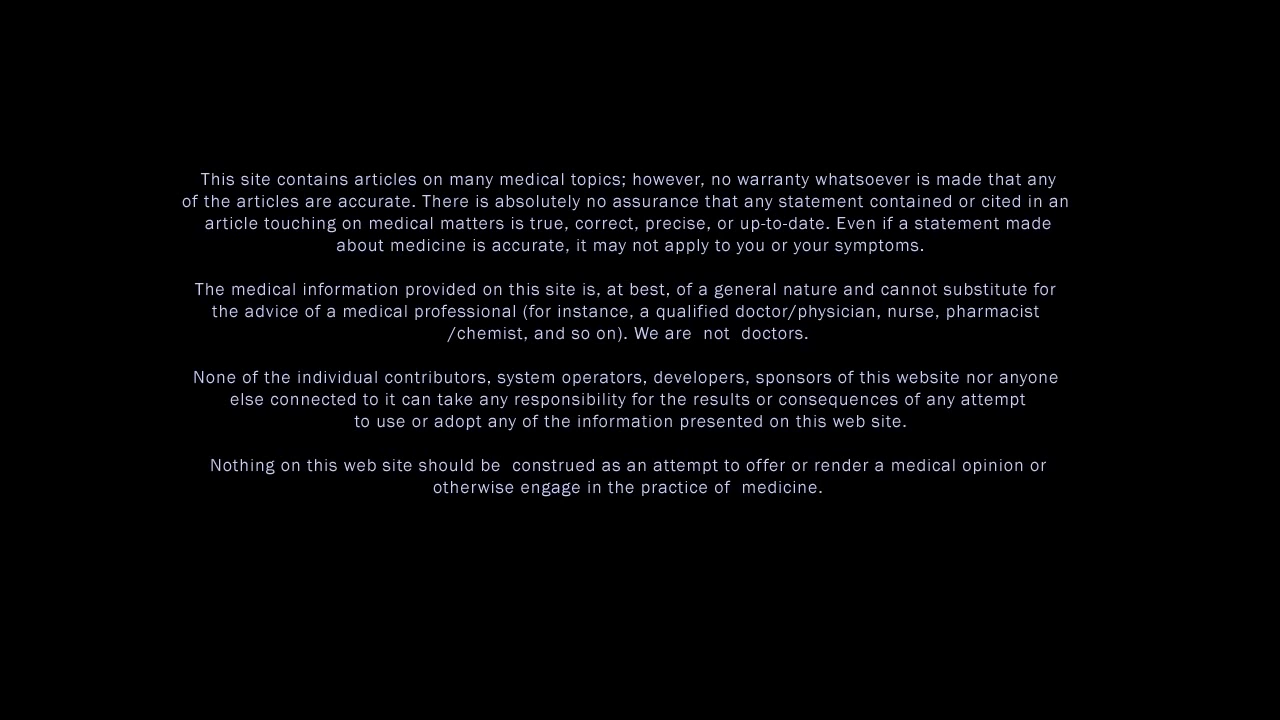 This site contains articles on many medical topics; however, no warranty whatsoever is made that any
of the articles are accurate. There is absolutely no assurance that any statement contained or cited in an
article touching on medical matters is true, correct, precise, or up-to-date. Even if a statement made
about medicine is accurate, it may not apply to you or your symptoms.
The medical information provided on this site is, at best, of a general nature and cannot substitute for
the advice of a medical professional (for instance, a qualified doctor/physician, nurse, pharmacist
/chemist, and so on). We are  not  doctors.
None of the individual contributors, system operators, developers, sponsors of this website nor anyone
else connected to it can take any responsibility for the results or consequences of any attempt
to use or adopt any of the information presented on this web site.
Nothing on this web site should be  construed as an attempt to offer or render a medical opinion or
otherwise engage in the practice of  medicine.